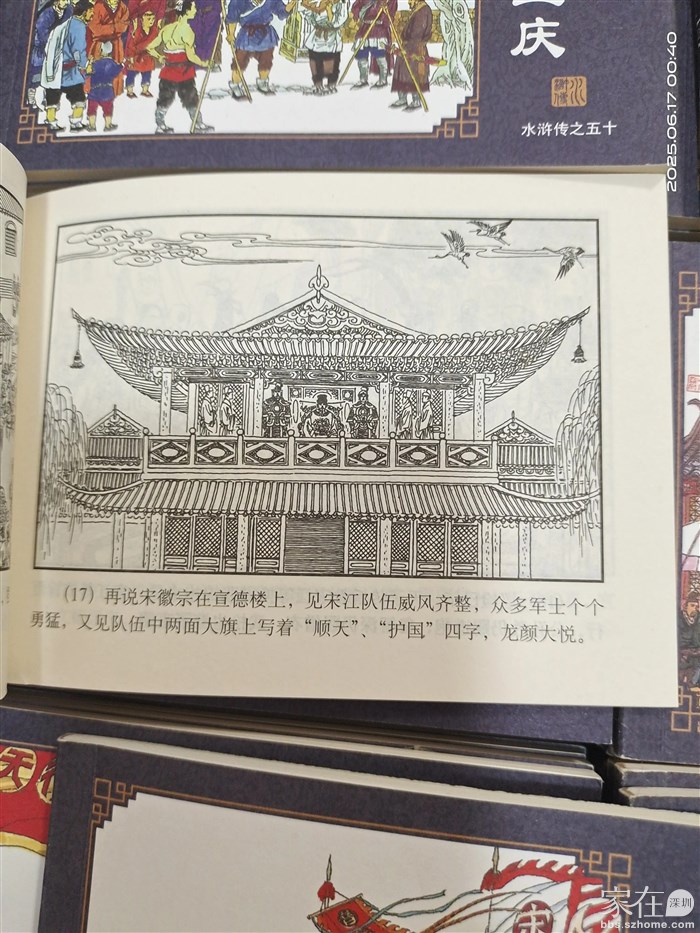 庆
水浒传之五十
2025.06.17 00:40
(17) 再说宋徽宗在宣德楼上，见宋江队伍威风齐整，众多军士个个
勇猛，又见队伍中两面大旗上写着“顺天”、“护国”四字，龙颜大悦。
天
宋
家在深圳
bbs.szhome.com